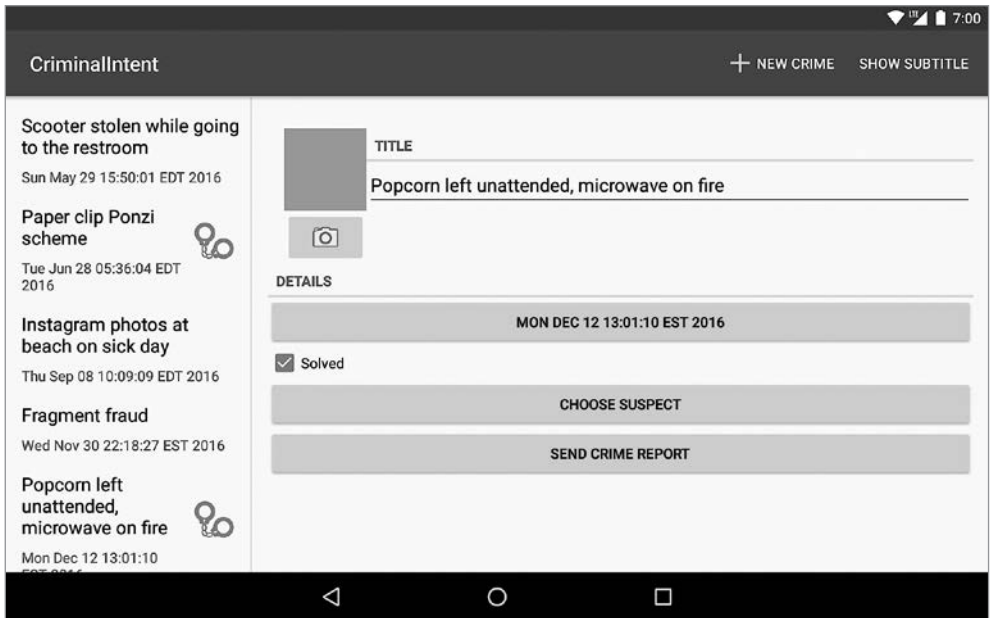 LTE 7:00
CriminalIntent
+ NEW CRIME SHOW SUBTITLE
Scooter stolen while going
to the restroom
Sun May 29 15:50:01 EDT 2016
Paper clip Ponzi
scheme
Tue Jun 28 05:36:04 EDT
2016
Instagram photos at
beach on sick day
Thu Sep 08 10:09:09 EDT 2016
Fragment fraud
Wed Nov 30 22:18:27 EST 2016
Popcorn left
unattended,
microwave on fire
Mon Dec 12 13:01:10
TITLE
Popcorn left unattended, microwave on fire
DETAILS
MON DEC 12 13:01:10 EST 2016
Solved
CHOOSE SUSPECT
SEND CRIME REPORT